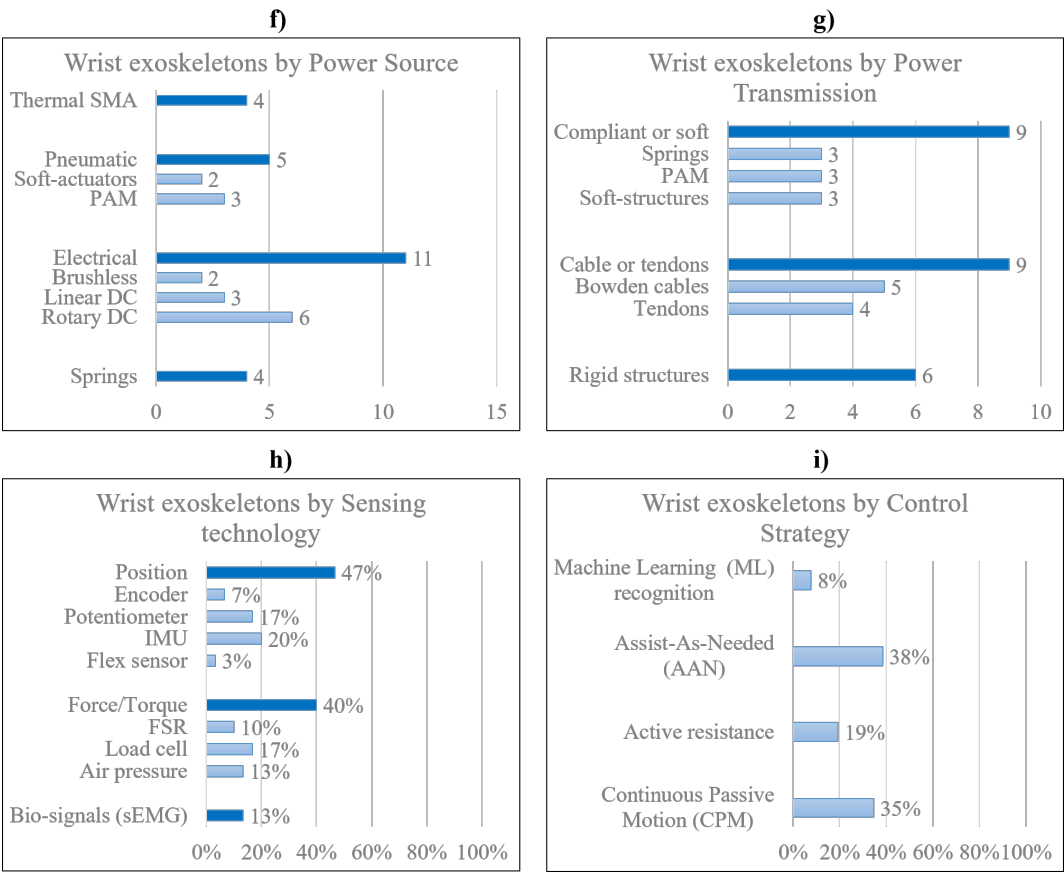 f)
Wrist exoskeletons by Power Source
Thermal SMA 4
Pneumatic 5
Soft-actuators 2
PAM 3
Electrical 11
Brushless 2
Linear DC 3
Rotary DC 6
Springs 4
0 5 10 15
g)
Wrist exoskeletons by Power
Transmission
Compliant or soft 9
Springs 3
PAM 3
Soft-structures 3
Cable or tendons 9
Bowden cables 5
Tendons 4
Rigid structures 6
0 2 4 6 8 10
h)
Wrist exoskeletons by Sensing
technology
Position 47%
Encoder 7%
Potentiometer 17%
IMU 20%
Flex sensor 3%
Force/Torque 40%
FSR 10%
Load cell 17%
Air pressure 13%
Bio-signals (sEMG) 13%
0% 20% 40% 60% 80% 100%
i)
Wrist exoskeletons by Control
Strategy
Machine Learning (ML)
recognition 8%
Assist-As-Needed
(AAN) 38%
Active resistance 19%
Continuous Passive
Motion (CPM) 35%
0% 20% 40% 60% 80% 100%